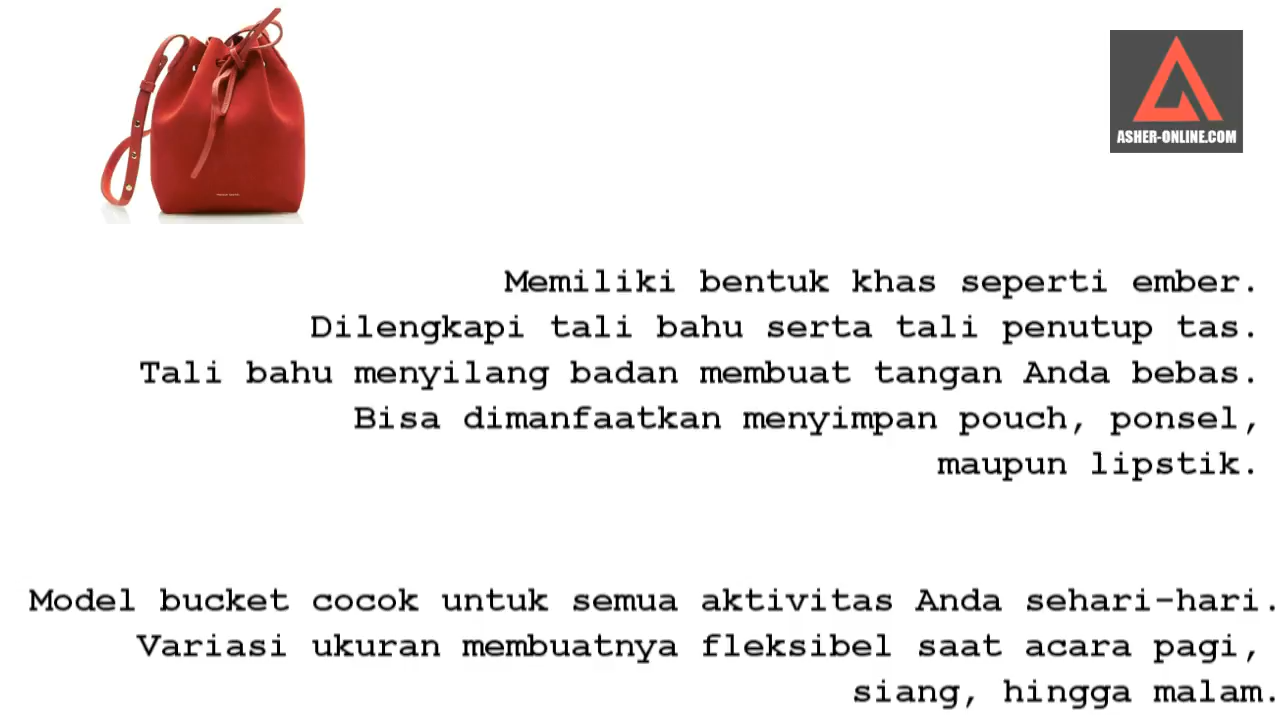 ASHER-ONLINE.COM
Memiliki bentuk khas seperti ember.
Dilengkapi tali bahu serta tali penutup tas.
Tali bahu menyilang badan membuat tangan Anda bebas.
Bisa dimanfaatkan menyimpan pouch, ponsel,
maupun lipstik.
Model bucket cocok untuk semua aktivitas Anda sehari-hari.
Variasi ukuran membuatnya fleksibel saat acara pagi,
siang, hingga malam.